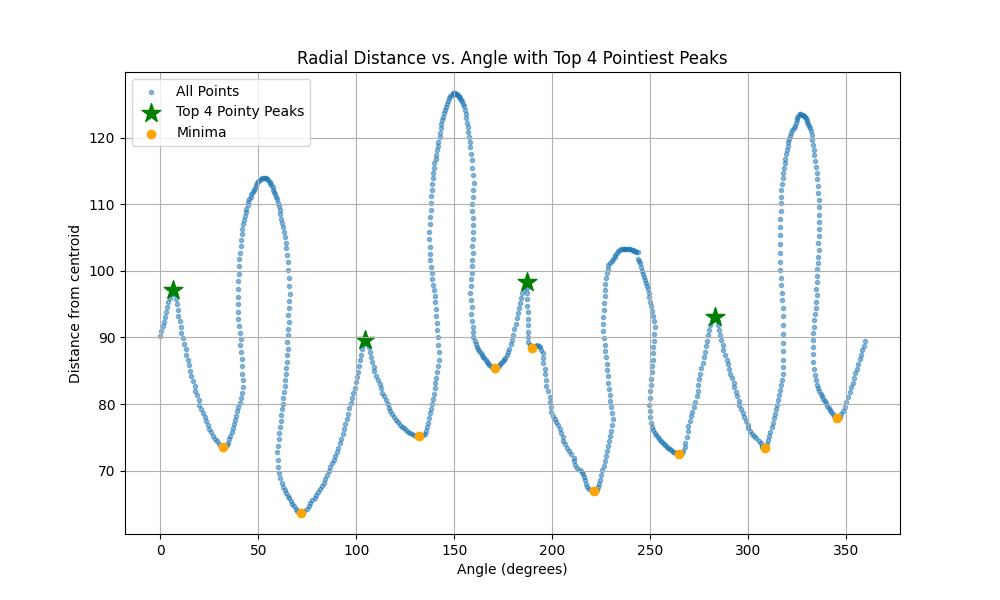 Radial Distance vs. Angle with Top 4 Pointiest Peaks
All Points
Top 4 Pointy Peaks
Minima
Distance from centroid
120
110
100
90
80
70
0 50 100 150 200 250 300 350
Angle (degrees)